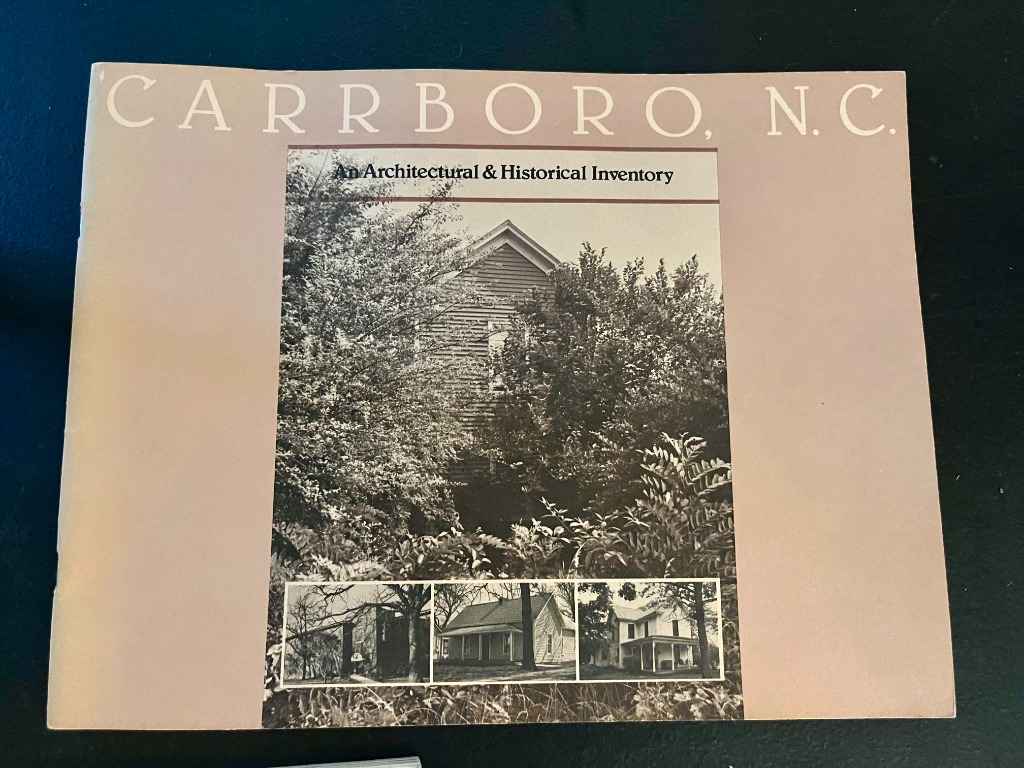 CARRBORO, N.C.
An Architectural & Historical Inventory